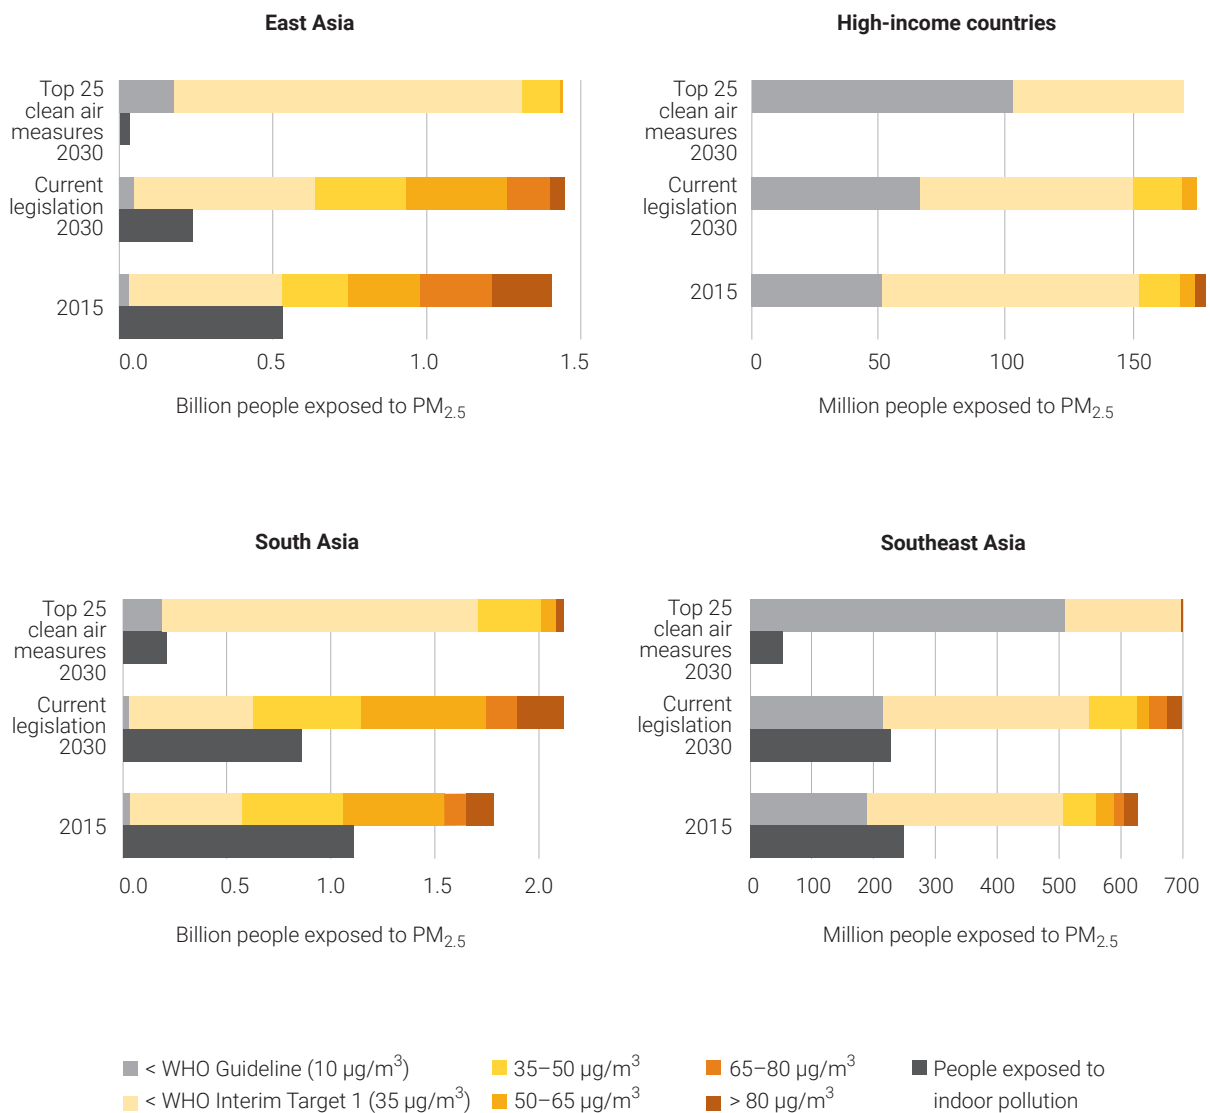 East Asia
Top 25
clean air
measures
2030
Current
legislation
2030
2015
0.0 0.5 1.0 1.5
Billion people exposed to PM2.5
High-income countries
Top 25
clean air
measures
2030
Current
legislation
2030
2015
0 50 100 150
Million people exposed to PM2.5
South Asia
Top 25
clean air
measures
2030
Current
legislation
2030
2015
0.0 0.5 1.0 1.5 2.0
Billion people exposed to PM2.5
Southeast Asia
Top 25
clean air
measures
2030
Current
legislation
2030
2015
0 100 200 300 400 500 600 700
Million people exposed to PM2.5
< WHO Guideline (10 µg/m³)
< WHO Interim Target 1 (35 µg/m³)
35–50 µg/m³
50–65 µg/m³
65–80 µg/m³
> 80 µg/m³
People exposed to
indoor pollution